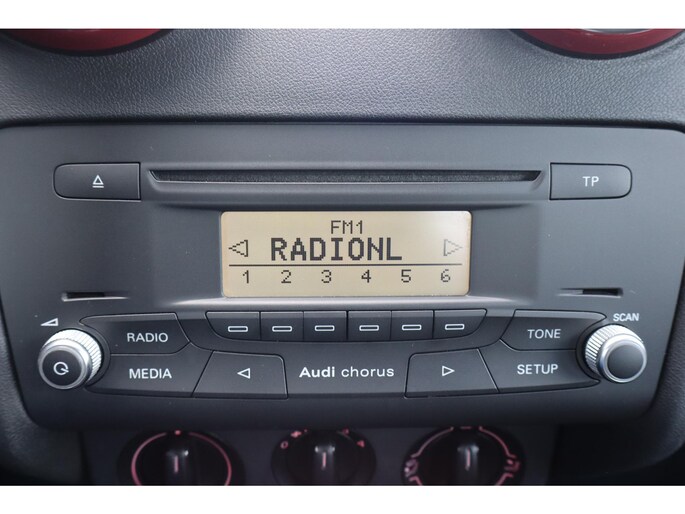 TP
FM1
RADIONL
1 2 3 4 5 6
SCAN
RADIO
TONE
MEDIA
Audi chorus
SETUP